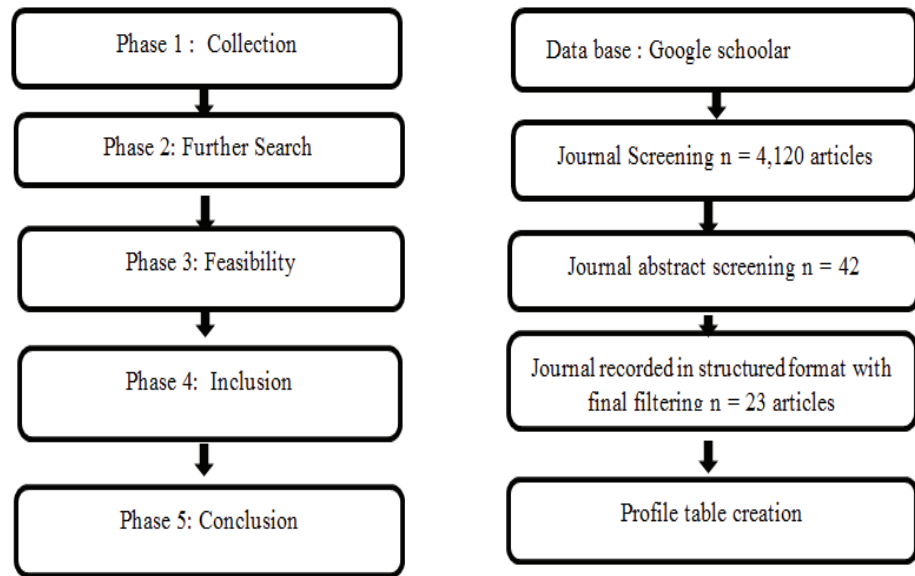 Phase 1 : Collection
Data base : Google schoolar
Phase 2: Further Search
Journal Screening n = 4,120 articles
Phase 3: Feasibility
Journal abstract screening n = 42
Phase 4: Inclusion
Journal recorded in structured format with
final filtering n = 23 articles
Phase 5: Conclusion
Profile table creation